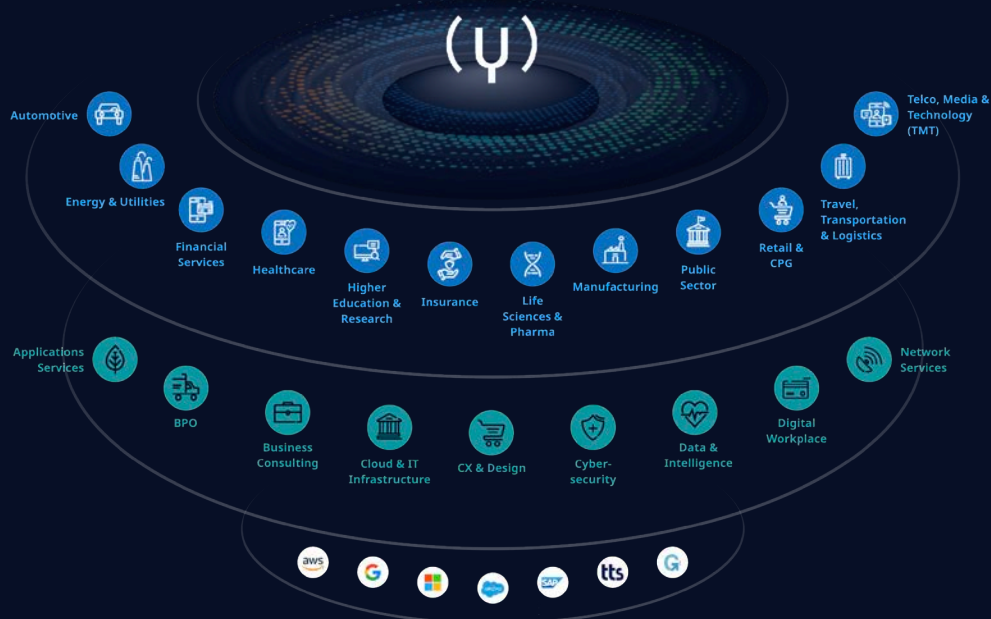 Automotive
Telco, Media &
Technology
(TMT)
Energy & Utilities
Travel,
Transportation
& Logistics
Financial
Services
Healthcare
Higher
Education &
Research
Insurance
Life
Sciences &
Pharma
Manufacturing
Public
Sector
Retail &
CPG
Applications
Services
BPO
Business
Consulting
Cloud & IT
Infrastructure
CX & Design
Cyber-
security
Data &
Intelligence
Digital
Workplace
Network
Services
aws
G
salesforce
SAP
tts
G